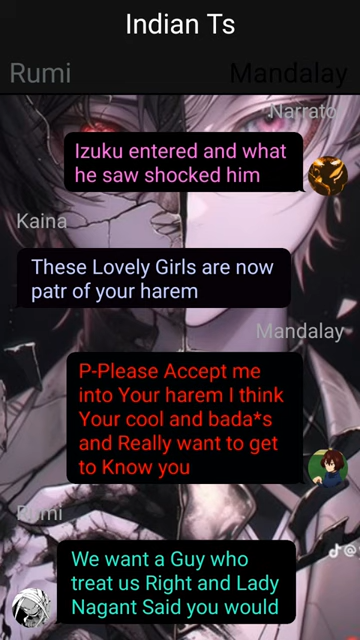 Indian Ts
Rumi
Mandalay
Narrator
Izuku entered and what
he saw shocked him
Kaina
These Lovely Girls are now
patr of your harem
Mandalay
P-Please Accept me
into Your harem I think
Your cool and bada*s
and Really want to get
to Know you
Rumi
We want a Guy who
treat us Right and Lady
Nagant Said you would